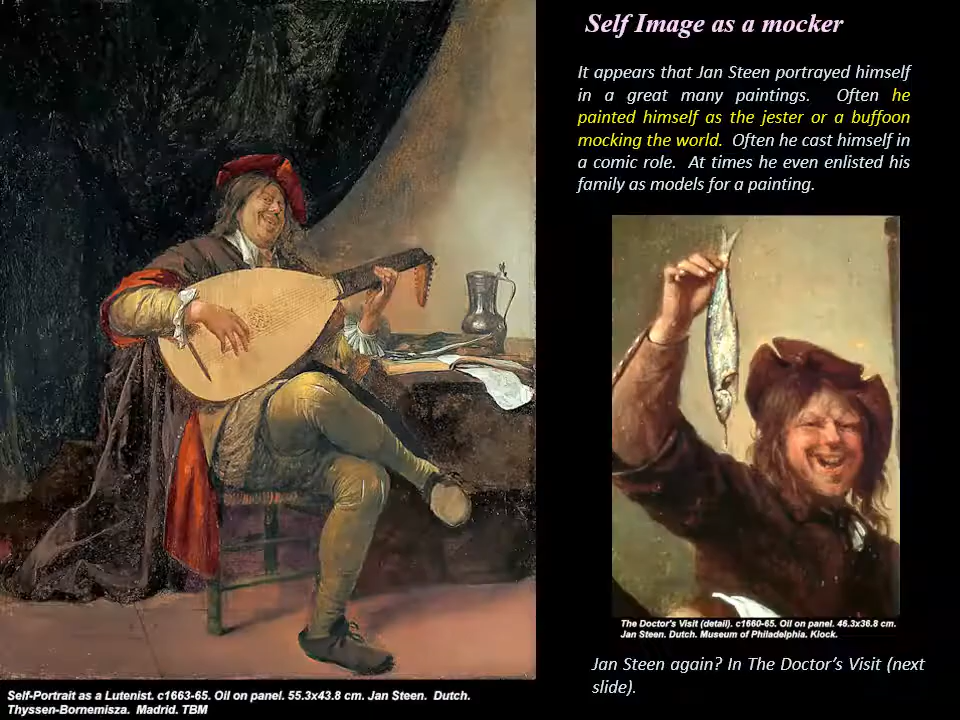 Self Image as a mocker
It appears that Jan Steen portrayed himself
in a great many paintings. Often he
painted himself as the jester or a buffoon
mocking the world. Often he cast himself in
a comic role. At times he even enlisted his
family as models for a painting.
The Doctor's Visit (detail). c1660-65. Oil on panel. 46.3x36.8 cm.
Jan Steen. Dutch. Museum of Philadelphia. Klock.
Jan Steen again? In The Doctor’s Visit (next
slide).
Self-Portrait as a Lutenist. c1663-65. Oil on panel. 55.3x43.8 cm. Jan Steen. Dutch.
Thyssen-Bornemisza. Madrid. TBM